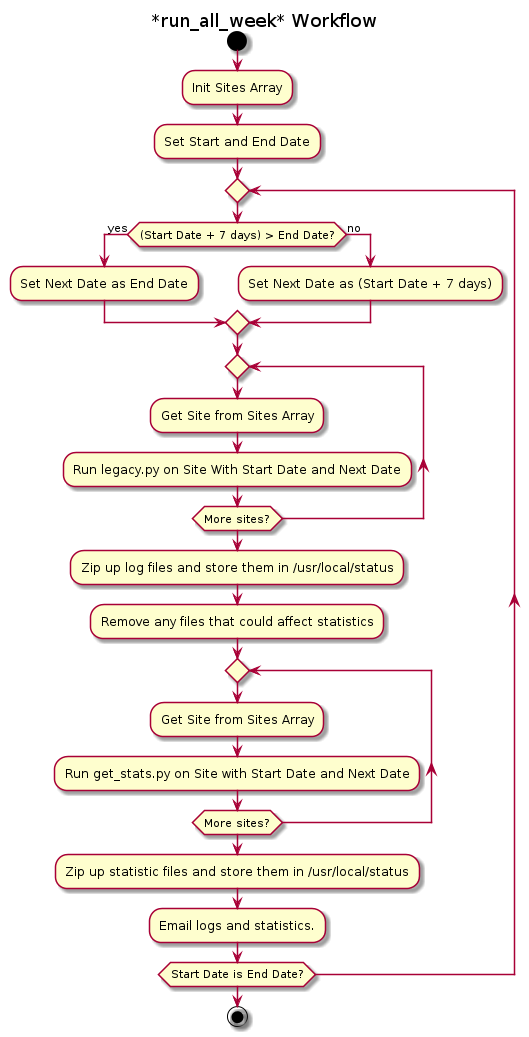 *run_all_week* Workflow
Init Sites Array
Set Start and End Date
yes
(Start Date + 7 days) > End Date?
no
Set Next Date as End Date
Set Next Date as (Start Date + 7 days)
Get Site from Sites Array
Run legacy.py on Site With Start Date and Next Date
More sites?
Zip up log files and store them in /usr/local/status
Remove any files that could affect statistics
Get Site from Sites Array
Run get_stats.py on Site with Start Date and Next Date
More sites?
Zip up statistic files and store them in /usr/local/status
Email logs and statistics.
Start Date is End Date?